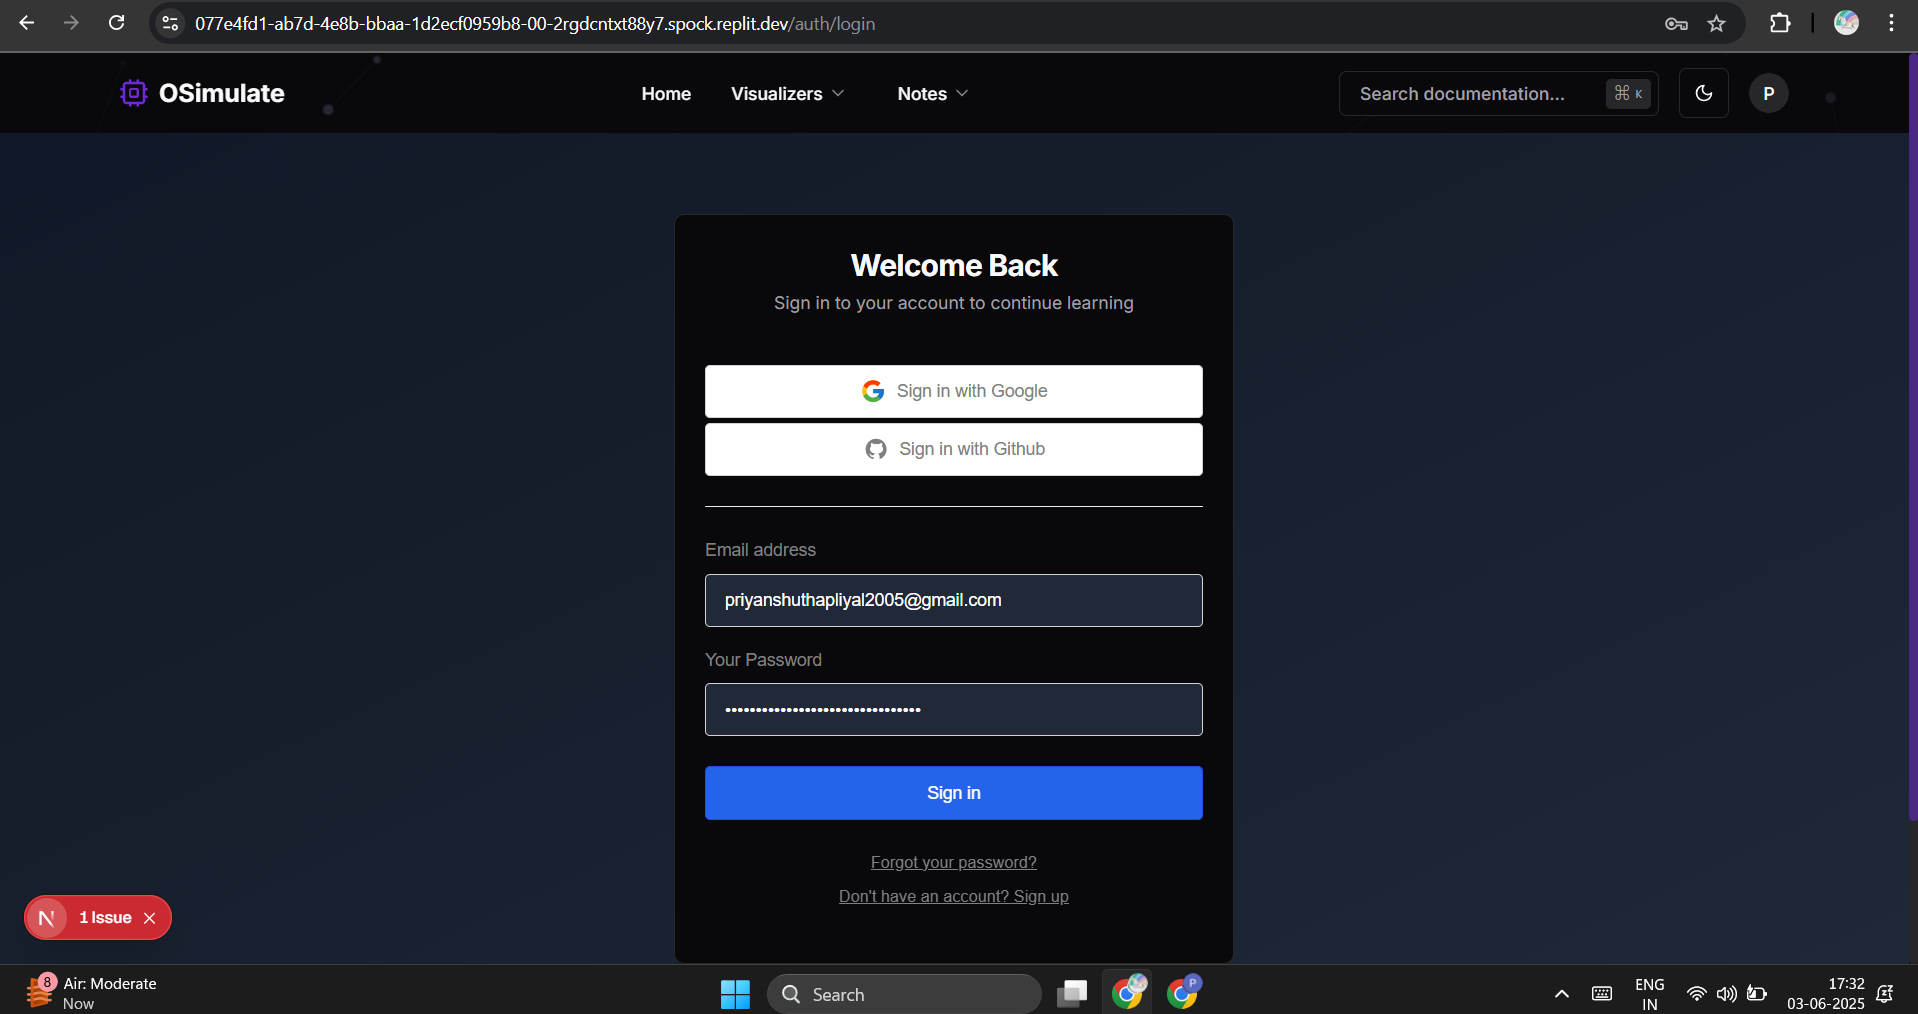 077e4fd1-ab7d-4e8b-bbaa-1d2ecf0959b8-00-2rgdcntxt88y7.spock.replit.dev/auth/login
OSimulate
Home
Visualizers
Notes
Search documentation...
⌘ K
P
Welcome Back
Sign in to your account to continue learning
Sign in with Google
Sign in with Github
Email address
priyanshuthapliyal2005@gmail.com
Your Password
Sign in
Forgot your password?
Don't have an account? Sign up
N
1 Issue
8
Air: Moderate
Now
Search
P
ENG
IN
17:32
03-06-2025